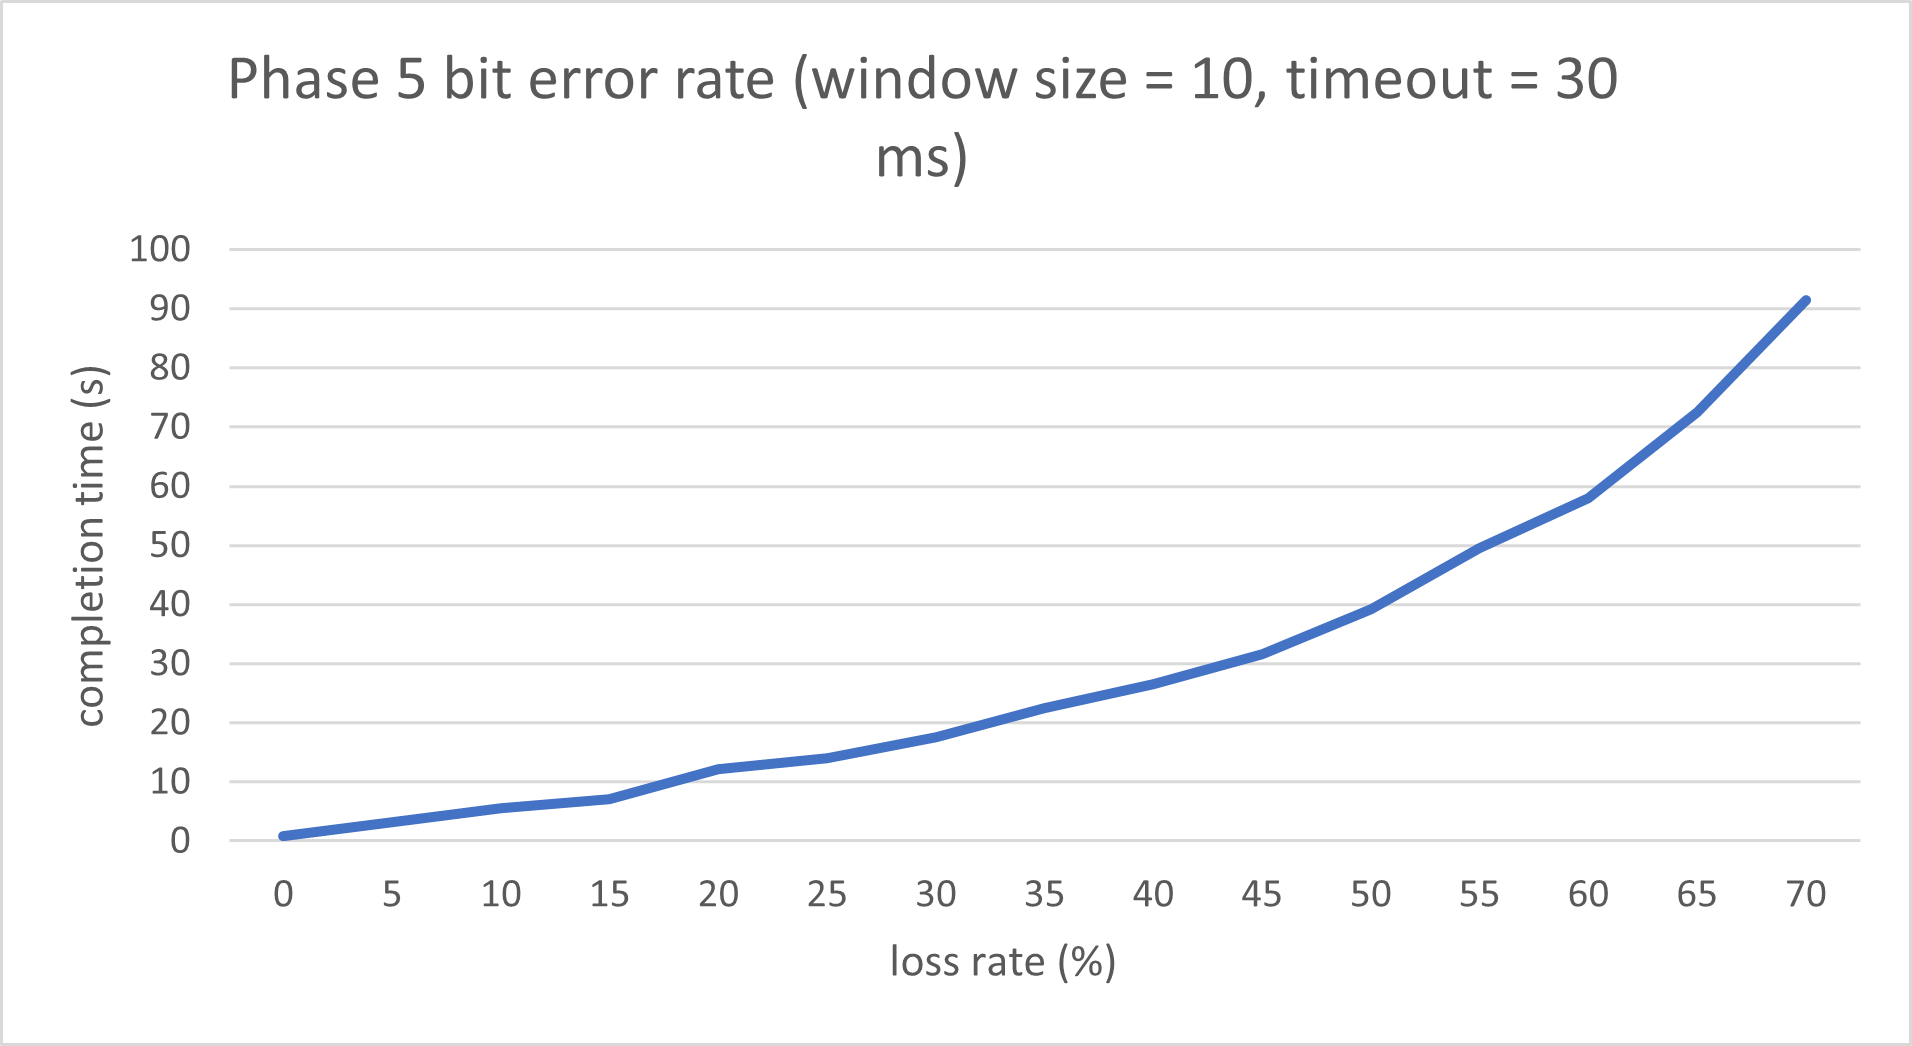 Phase 5 bit error rate (window size = 10, timeout = 30
ms)
100
90
80
70
60
50
40
30
20
10
0
completion time (s)
0 5 10 15 20 25 30 35 40 45 50 55 60 65 70
loss rate (%)